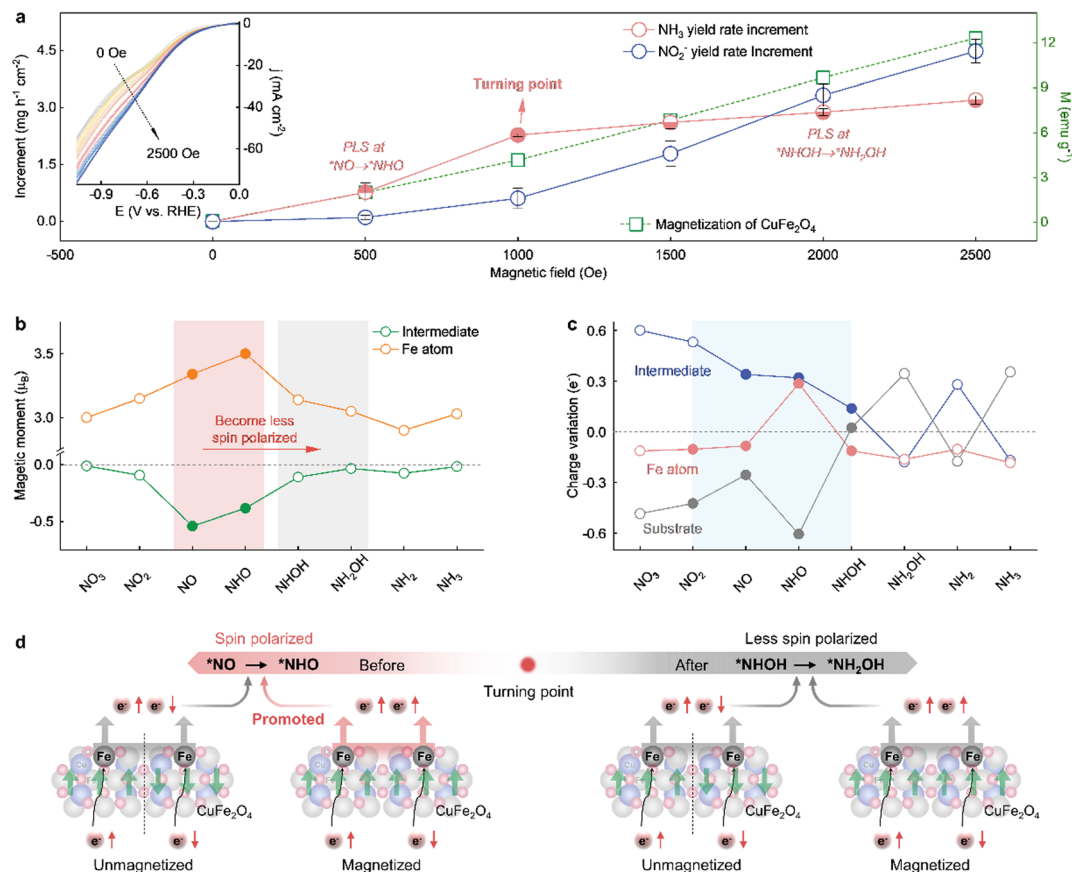 a
Increment (mg h⁻¹ cm⁻²)
4.5
3.0
1.5
0.0
0 Oe
2500 Oe
0
-20
-40
-60
j (mA cm⁻²)
-0.9
-0.6
-0.3
0.0
E (V vs. RHE)
NH₃ yield rate increment
NO₂⁻ yield rate Increment
Turning point
PLS at
*NO→*NHO
PLS at
*NHOH→*NH₂OH
Magnetization of CuFe₂O₄
12
9
6
3
0
M (emu g⁻¹)
-500
0
500
1000
1500
2000
2500
Magnetic field (Oe)
b
Magetic moment (μB)
3.5
3.0
0.0
-0.5
Intermediate
Fe atom
Become less
spin polarized
NO₃
NO₂
NO
NHO
NHOH
NH₂OH
NH₂
NH₃
c
Charge variation (e⁻)
0.6
0.3
0.0
-0.3
-0.6
Intermediate
Fe atom
Substrate
NO₃
NO₂
NO
NHO
NHOH
NH₂OH
NH₂
NH₃
d
Spin polarized
Less spin polarized
*NO → *NHO
Before
After
*NHOH → *NH₂OH
Turning point
e⁻ e⁻
Promoted
e⁻ e⁻
e⁻ e⁻
e⁻ e⁻
Fe Fe
Fe Fe
Fe Fe
Fe Fe
Cu
Fe
CuFe₂O₄
CuFe₂O₄
CuFe₂O₄
CuFe₂O₄
e⁻ e⁻
e⁻ e⁻
e⁻ e⁻
e⁻ e⁻
Unmagnetized
Magnetized
Unmagnetized
Magnetized